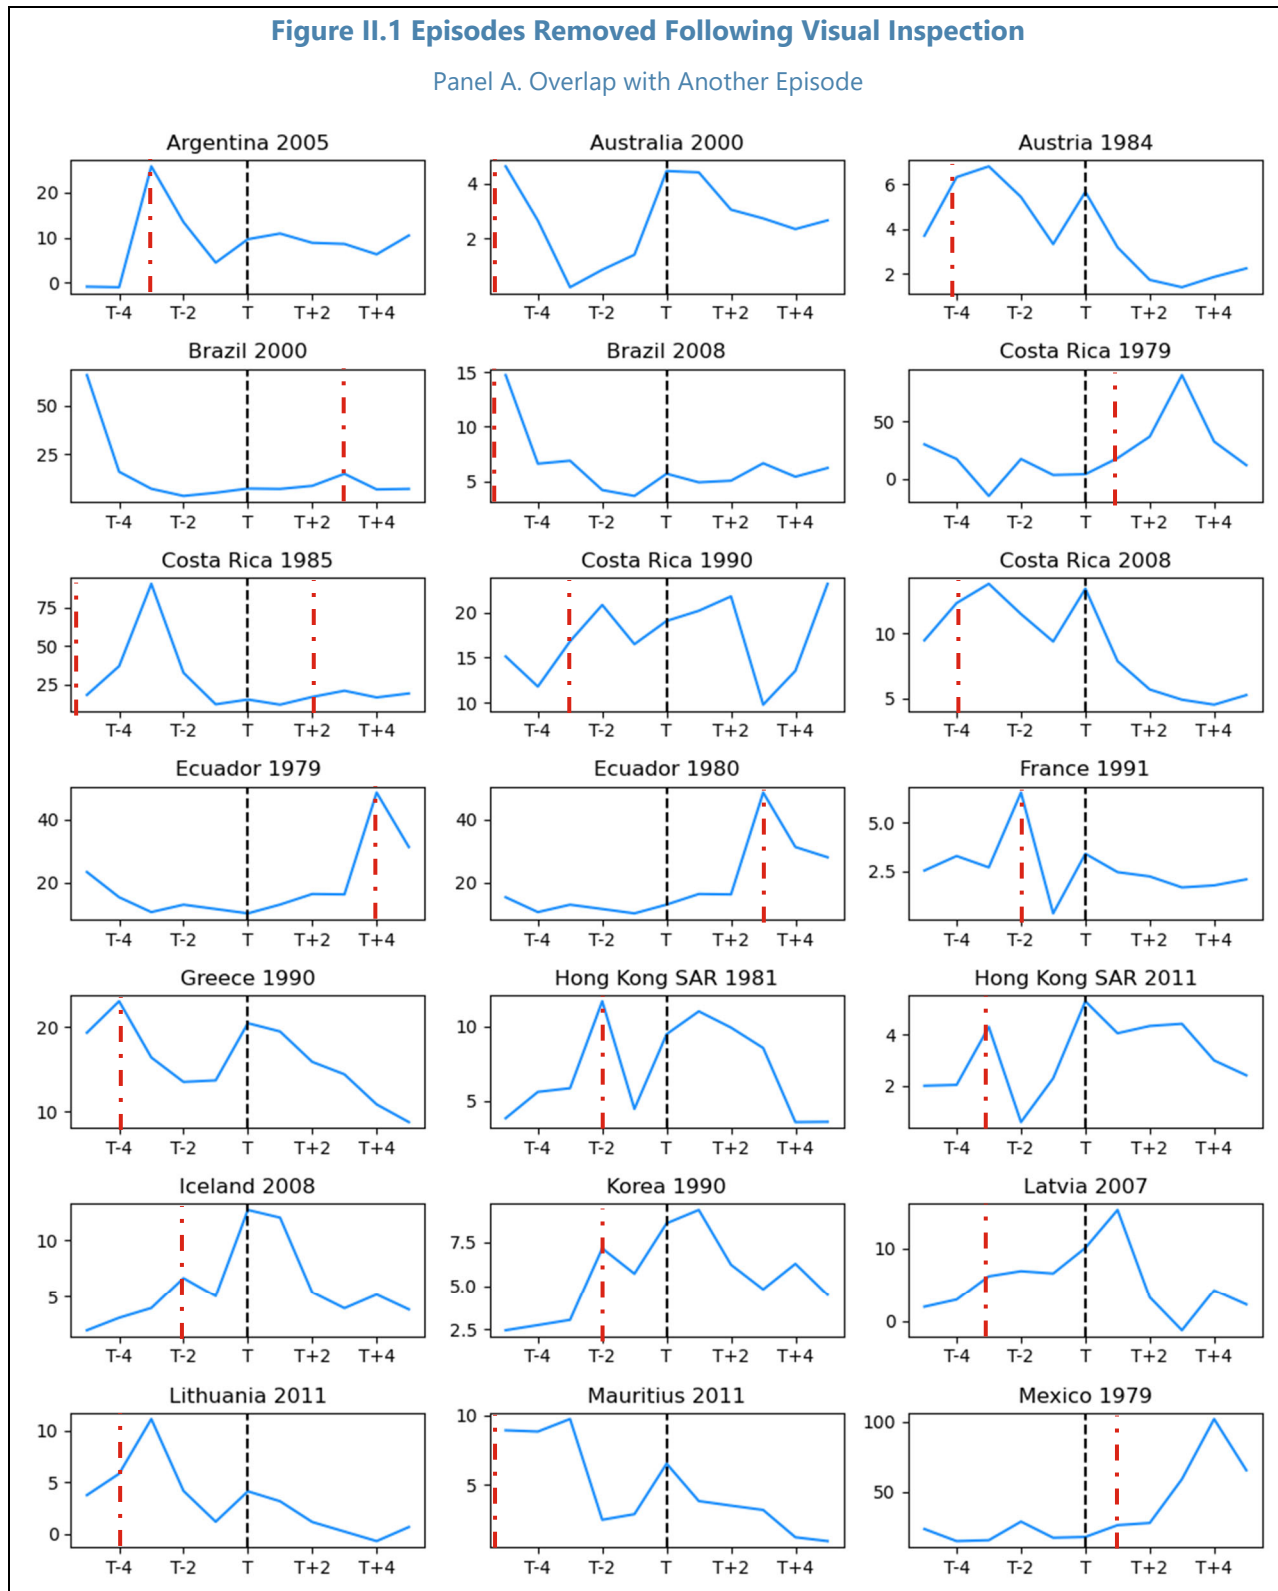 Figure II.1 Episodes Removed Following Visual Inspection
Panel A. Overlap with Another Episode
Argentina 2005
20
10
0
T-4 T-2 T T+2 T+4
Australia 2000
4
2
T-4 T-2 T T+2 T+4
Austria 1984
6
4
2
T-4 T-2 T T+2 T+4
Brazil 2000
50
25
T-4 T-2 T T+2 T+4
Brazil 2008
15
10
5
T-4 T-2 T T+2 T+4
Costa Rica 1979
50
0
T-4 T-2 T T+2 T+4
Costa Rica 1985
75
50
25
T-4 T-2 T T+2 T+4
Costa Rica 1990
20
15
10
T-4 T-2 T T+2 T+4
Costa Rica 2008
10
5
T-4 T-2 T T+2 T+4
Ecuador 1979
40
20
T-4 T-2 T T+2 T+4
Ecuador 1980
40
20
T-4 T-2 T T+2 T+4
France 1991
5.0
2.5
T-4 T-2 T T+2 T+4
Greece 1990
20
10
T-4 T-2 T T+2 T+4
Hong Kong SAR 1981
10
5
T-4 T-2 T T+2 T+4
Hong Kong SAR 2011
4
2
T-4 T-2 T T+2 T+4
Iceland 2008
10
5
T-4 T-2 T T+2 T+4
Korea 1990
7.5
5.0
2.5
T-4 T-2 T T+2 T+4
Latvia 2007
10
0
T-4 T-2 T T+2 T+4
Lithuania 2011
10
5
0
T-4 T-2 T T+2 T+4
Mauritius 2011
10
5
T-4 T-2 T T+2 T+4
Mexico 1979
100
50
T-4 T-2 T T+2 T+4